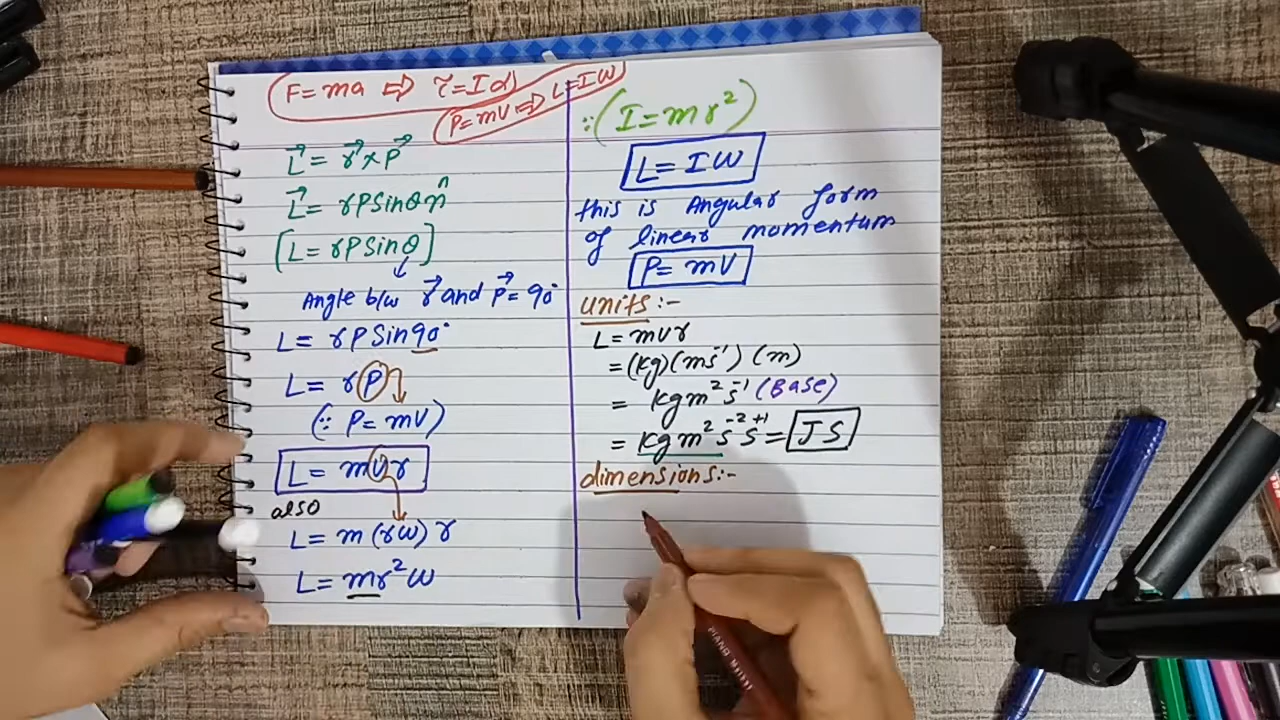 F = ma ⇒ τ = Iα
P = mV ⇒ L = Iω
L⃗ = r⃗ × P⃗
L⃗ = rPSinθ n̂
[L = rPSinθ]
Angle b/w r⃗ and P⃗ = 90°
L = rPSin90°
L = rP
(∵ P = mV)
L = mvr
also
L = m(rω)r
L = mr²ω
∵ (I = mr²)
L = Iω
this is Angular form
of linear momentum
P = mV
units:-
L = mvr
= (kg)(ms⁻¹)(m)
= kgm²s⁻¹ (Base)
= kgm²s⁻²s⁺¹ = JS
dimensions:-
PIANO